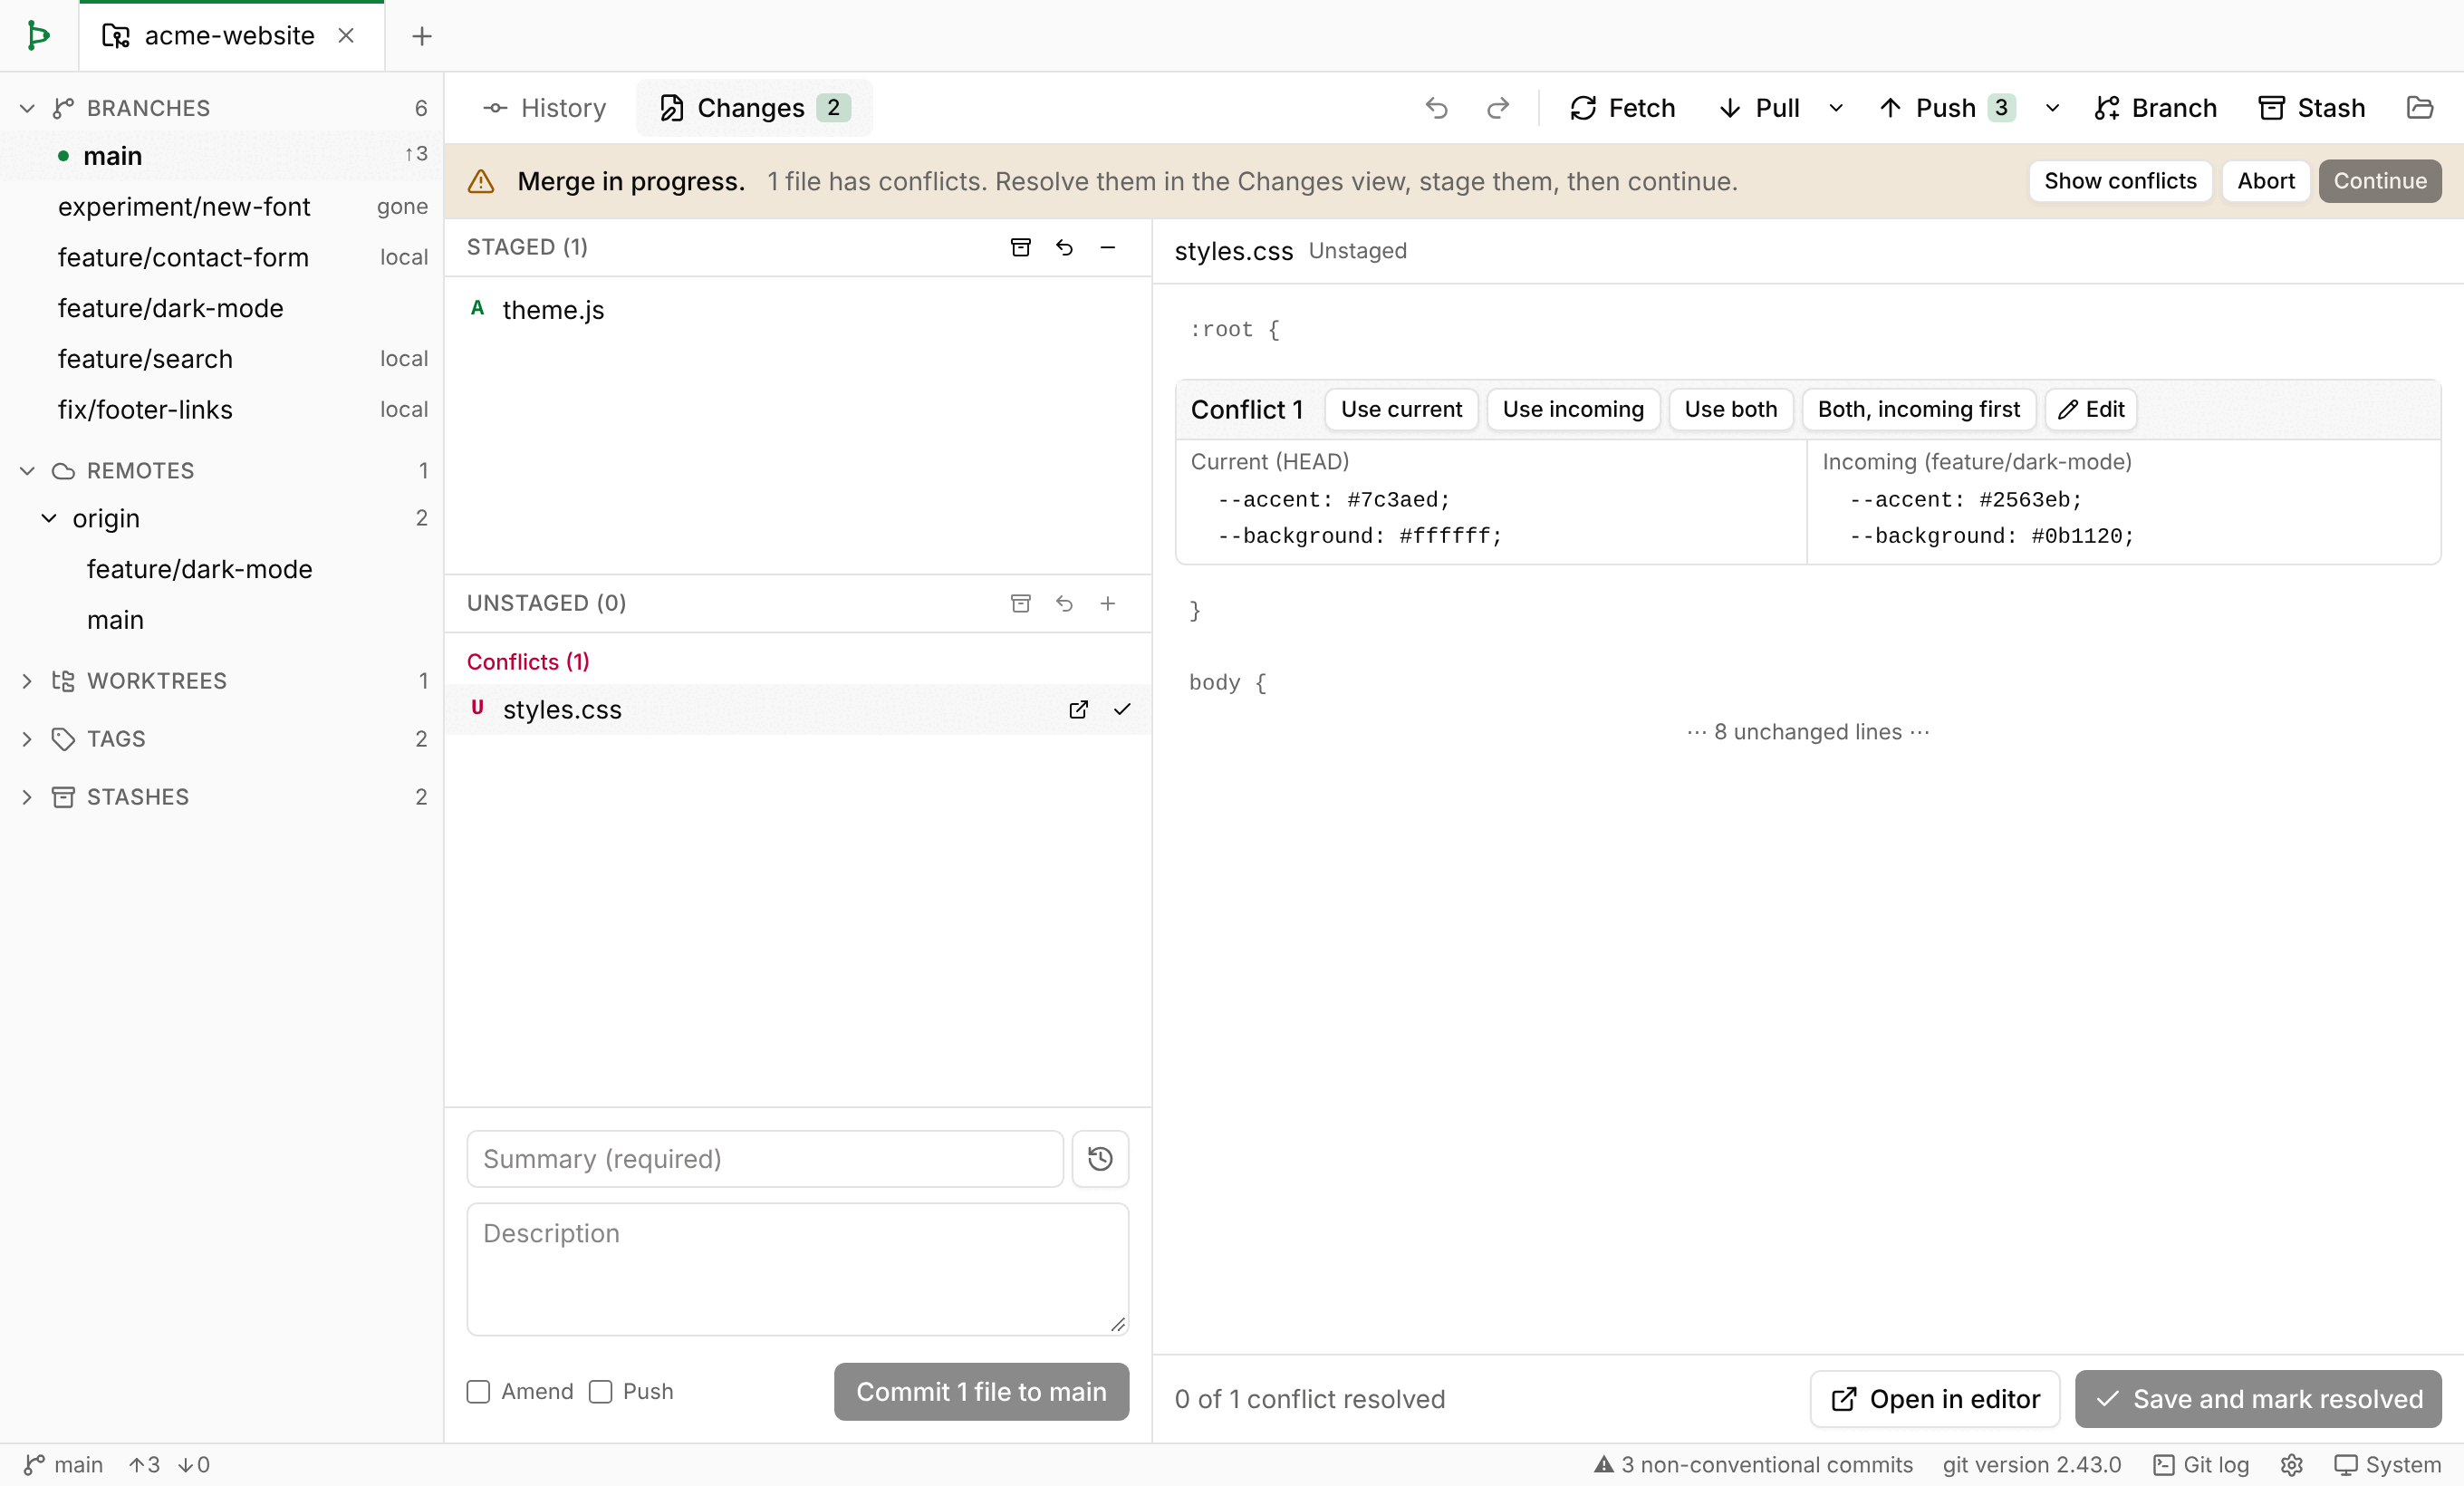 acme-website
BRANCHES 6
main ↑3
experiment/new-font gone
feature/contact-form local
feature/dark-mode
feature/search local
fix/footer-links local
REMOTES 1
origin 2
feature/dark-mode
main
WORKTREES 1
TAGS 2
STASHES 2
History Changes 2 Fetch Pull Push 3 Branch Stash
Merge in progress. 1 file has conflicts. Resolve them in the Changes view, stage them, then continue. Show conflicts Abort Continue
STAGED (1)
A theme.js
UNSTAGED (0)
Conflicts (1)
U styles.css
Summary (required)
Description
Amend Push Commit 1 file to main
styles.css Unstaged
:root {
Conflict 1 Use current Use incoming Use both Both, incoming first Edit
Current (HEAD)
--accent: #7c3aed;
--background: #ffffff;
Incoming (feature/dark-mode)
--accent: #2563eb;
--background: #0b1120;
}
body {
··· 8 unchanged lines ···
0 of 1 conflict resolved Open in editor Save and mark resolved
main ↑3 ↓0 3 non-conventional commits git version 2.43.0 Git log System